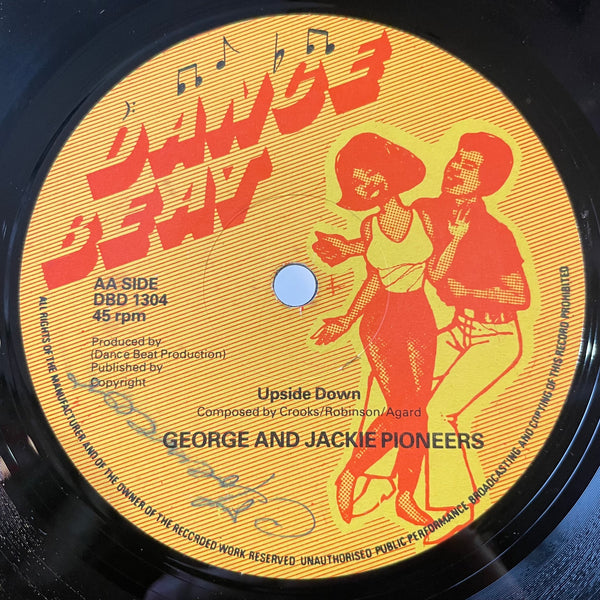 DANCE
BEAT
AA SIDE
DBD 1304
45 rpm
Produced by
(Dance Beat Production)
Published by
Copyright
Upside Down
Composed by Crooks/Robinson/Agard
GEORGE AND JACKIE PIONEERS
ALL RIGHTS OF THE MANUFACTURER AND OF THE OWNER OF THE RECORDED WORK RESERVED UNAUTHORISED PUBLIC PERFORMANCE BROADCASTING AND COPYING OF THIS RECORD PROHIBITED